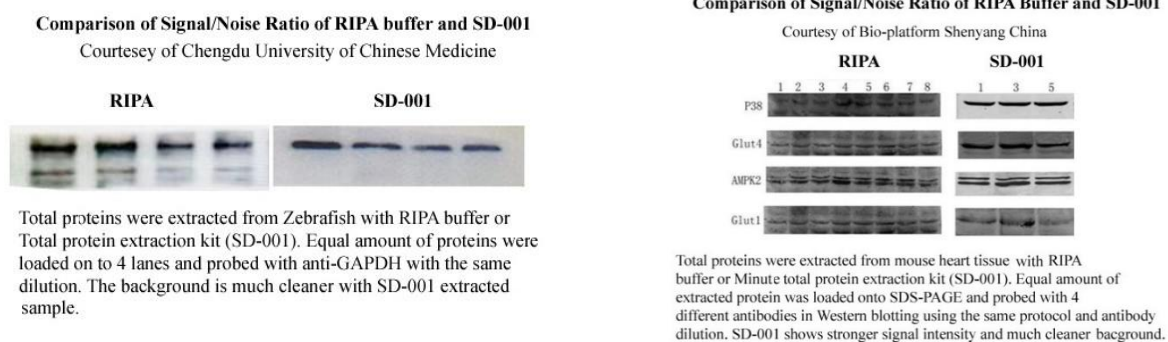 Comparison of Signal/Noise Ratio of RIPA buffer and SD-001
Courtesey of Chengdu University of Chinese Medicine
RIPA
SD-001
Total proteins were extracted from Zebrafish with RIPA buffer or
Total protein extraction kit (SD-001). Equal amount of proteins were
loaded on to 4 lanes and probed with anti-GAPDH with the same
dilution. The background is much cleaner with SD-001 extracted
sample.
Comparison of Signal/Noise Ratio of RIPA Buffer and SD-001
Courtesy of Bio-platform Shenyang China
RIPA
SD-001
1 2 3 4 5 6 7 8
1 3 5
P38
Glut4
AMPK2
Glut1
Total proteins were extracted from mouse heart tissue with RIPA
buffer or Minute total protein extraction kit (SD-001). Equal amount of
extracted protein was loaded onto SDS-PAGE and probed with 4
different antibodies in Western blotting using the same protocol and antibody
dilution. SD-001 shows stronger signal intensity and much cleaner bacground.